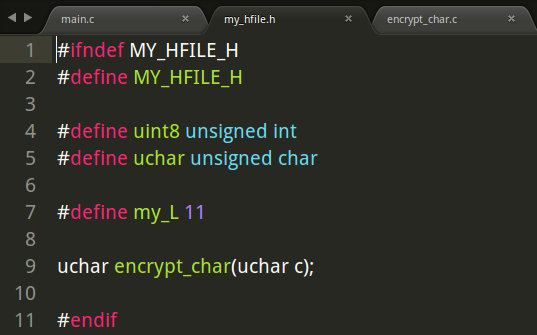 main.c × my_hfile.h × encrypt_char.c ×
1 #ifndef MY_HFILE_H
2 #define MY_HFILE_H
3
4 #define uint8 unsigned int
5 #define uchar unsigned char
6
7 #define my_L 11
8
9 uchar encrypt_char(uchar c);
10
11 #endif